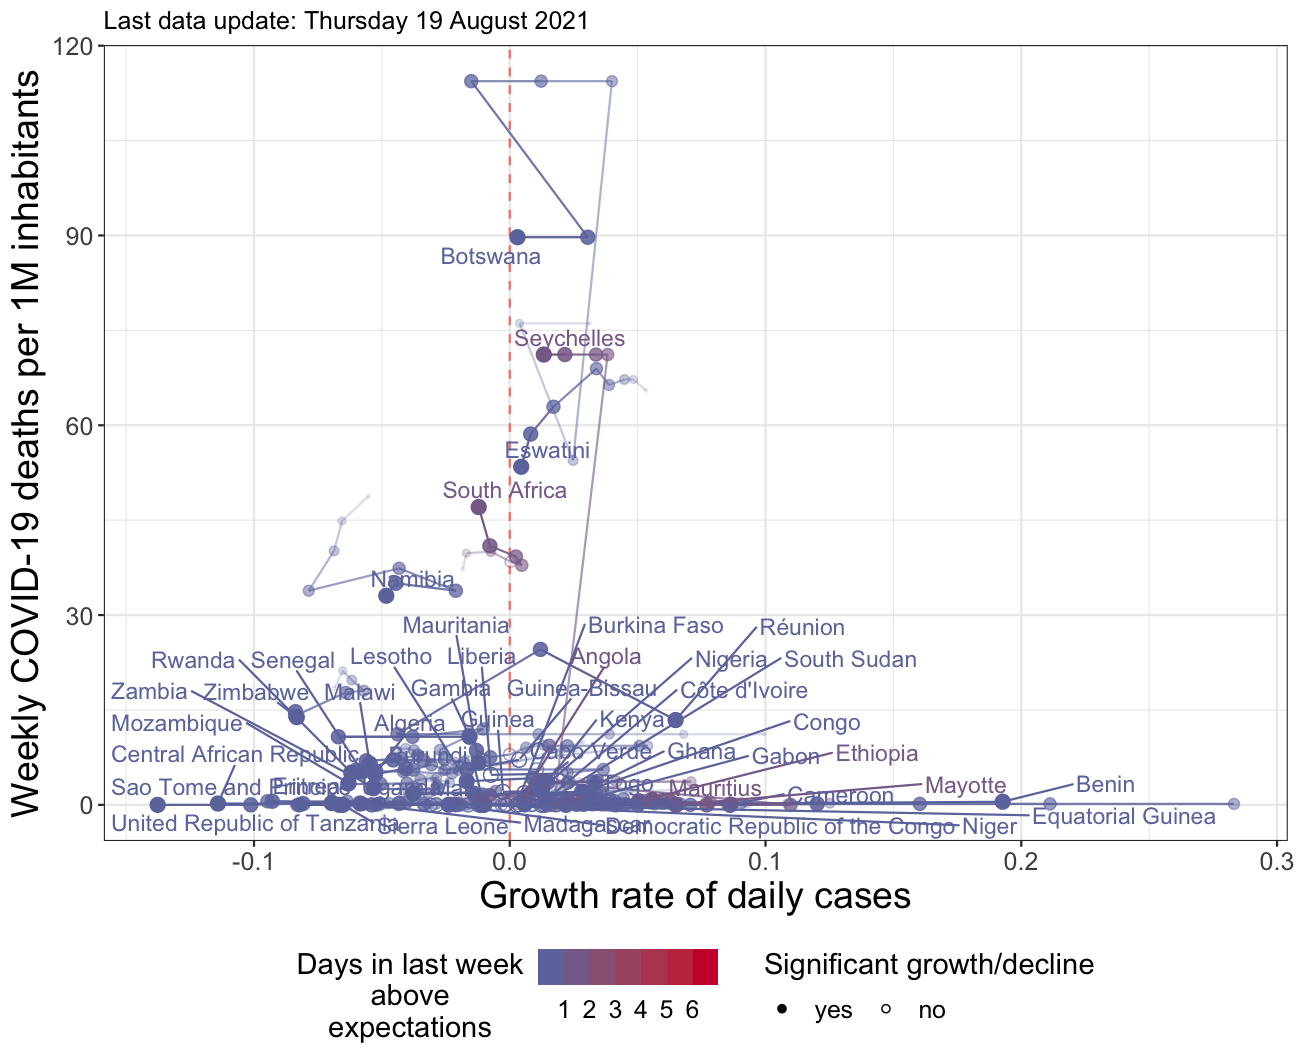 Last data update: Thursday 19 August 2021
Weekly COVID-19 deaths per 1M inhabitants
120
90
60
30
0
Botswana
Seychelles
Eswatini
South Africa
Namibia
Mauritania
Burkina Faso
Réunion
Rwanda
Senegal
Lesotho
Liberia
Angola
Nigeria
South Sudan
Zambia
Zimbabwe
Malawi
Gambia
Guinea-Bissau
Côte d'Ivoire
Mozambique
Algeria
Guinea
Kenya
Congo
Central African Republic
Burundi
Cabo Verde
Ghana
Gabon
Ethiopia
Sao Tome and Principe
Eritrea
Togo
Mauritius
Cameroon
Mayotte
Benin
United Republic of Tanzania
Sierra Leone
Madagascar
Democratic Republic of the Congo
Niger
Equatorial Guinea
-0.1
0.0
0.1
0.2
0.3
Growth rate of daily cases
Days in last week
above
expectations
1 2 3 4 5 6
Significant growth/decline
yes
no